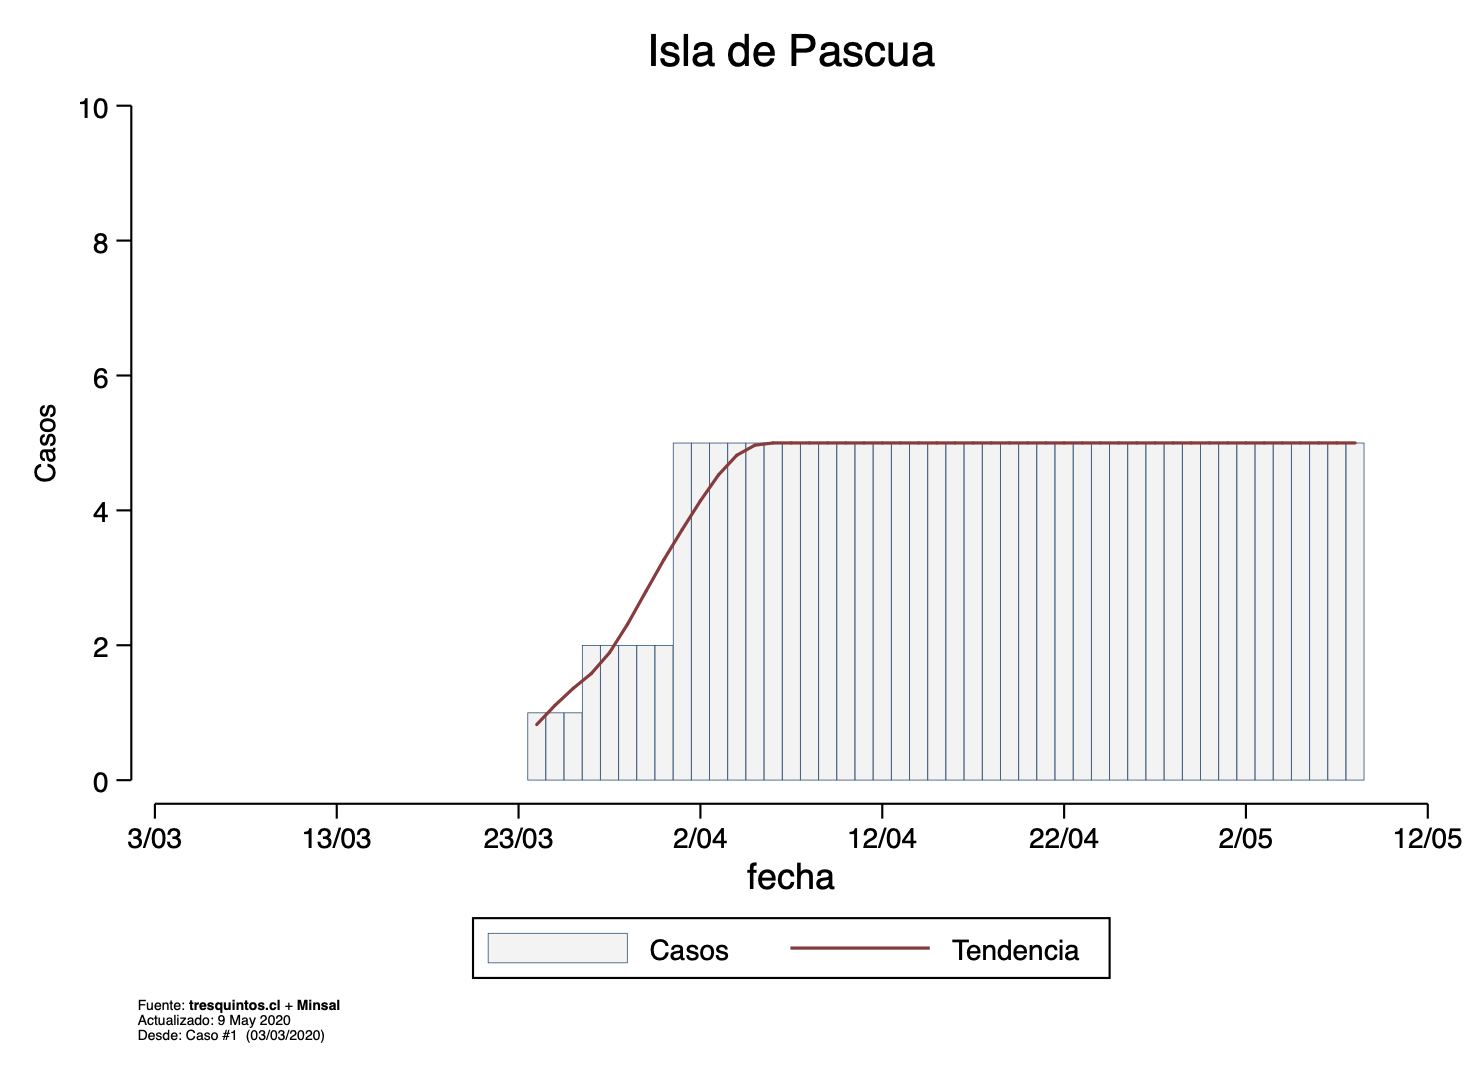 Isla de Pascua
10
8
6
4
2
0
Casos
3/03 13/03 23/03 2/04 12/04 22/04 2/05 12/05
fecha
Casos Tendencia
Fuente: tresquintos.cl + Minsal
Actualizado: 9 May 2020
Desde: Caso #1 (03/03/2020)